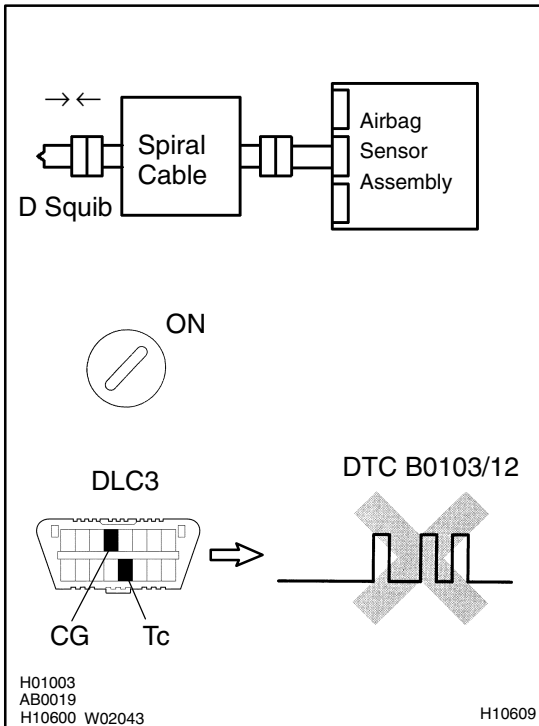 Airbag
Sensor
Assembly
Spiral
Cable
D Squib
ON
DLC3
DTC B0103/12
CG
Tc
H01003
AB0019
H10600 W02043
H10609